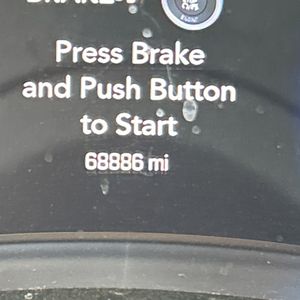 Press Brake
and Push Button
to Start
68886 mi